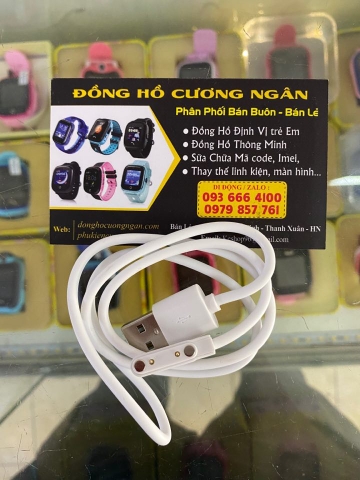 ĐỒNG HỒ CƯƠNG NGÂN
Phân Phối Bán Buôn - Bán Lẻ
• Đồng Hồ Định Vị trẻ Em
• Đồng Hồ Thông Minh
• Sửa Chữa Mã code, Imei,
• Thay thế linh kiện, màn hình...
DI ĐỘNG / ZALO :
093 666 4100
0979 857 761
Web: donghocuongngan.com
- Thanh Xuân - HN